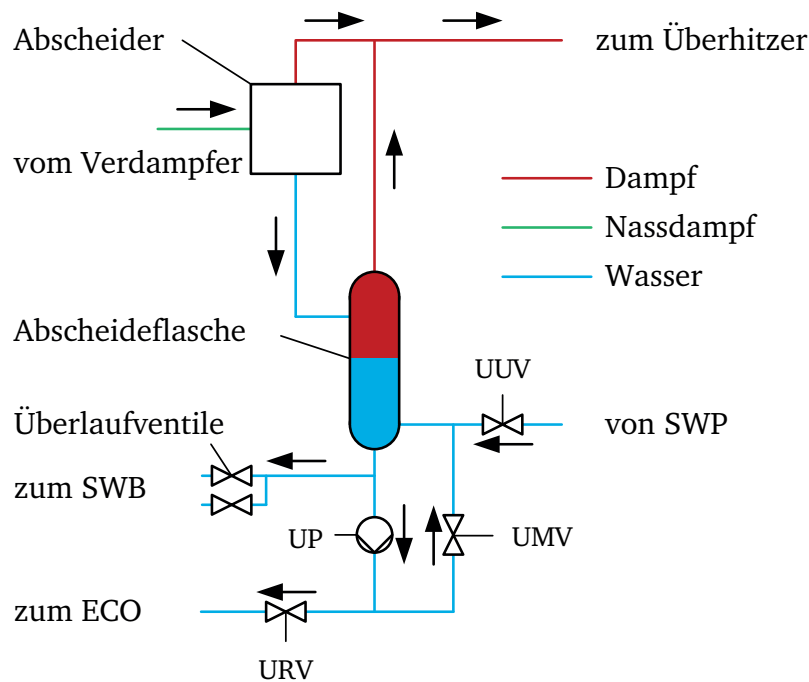 Abscheider
zum Überhitzer
vom Verdampfer
Dampf
Nassdampf
Wasser
Abscheideflasche
UUV
Überlaufventile
von SWP
zum SWB
UP
UMV
zum ECO
URV